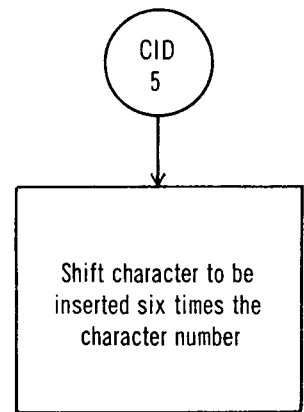 CID
5
Shift character to be
inserted six times the
character number